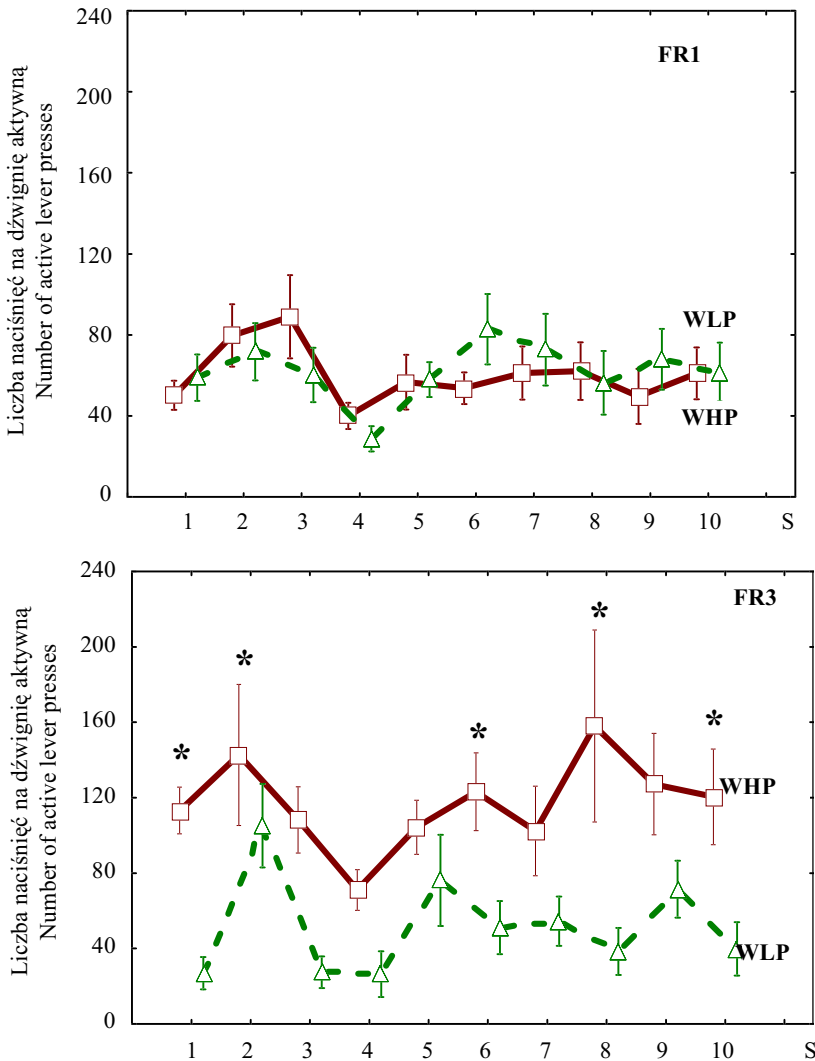 Liczba naciśnięć na dźwignię aktywną
Number of active lever presses
240
200
160
120
80
40
0
FR1
WLP
WHP
1 2 3 4 5 6 7 8 9 10 S
Liczba naciśnięć na dźwignię aktywną
Number of active lever presses
240
200
160
120
80
40
0
FR3
*
*
*
*
*
WHP
WLP
1 2 3 4 5 6 7 8 9 10 S